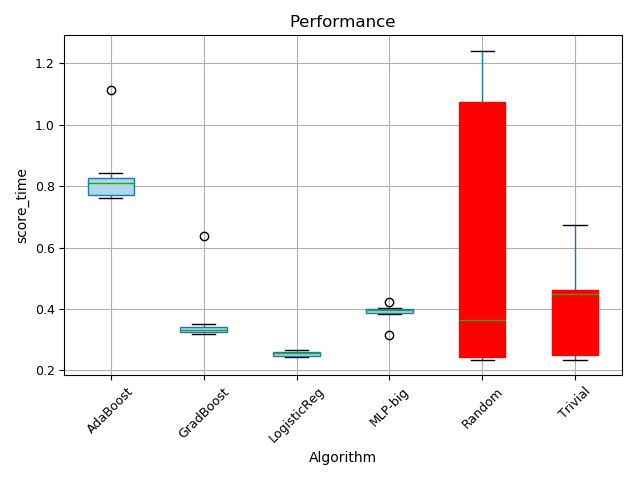 Performance
score_time
1.2
1.0
0.8
0.6
0.4
0.2
AdaBoost
GradBoost
LogisticReg
MLP-big
Random
Trivial
Algorithm